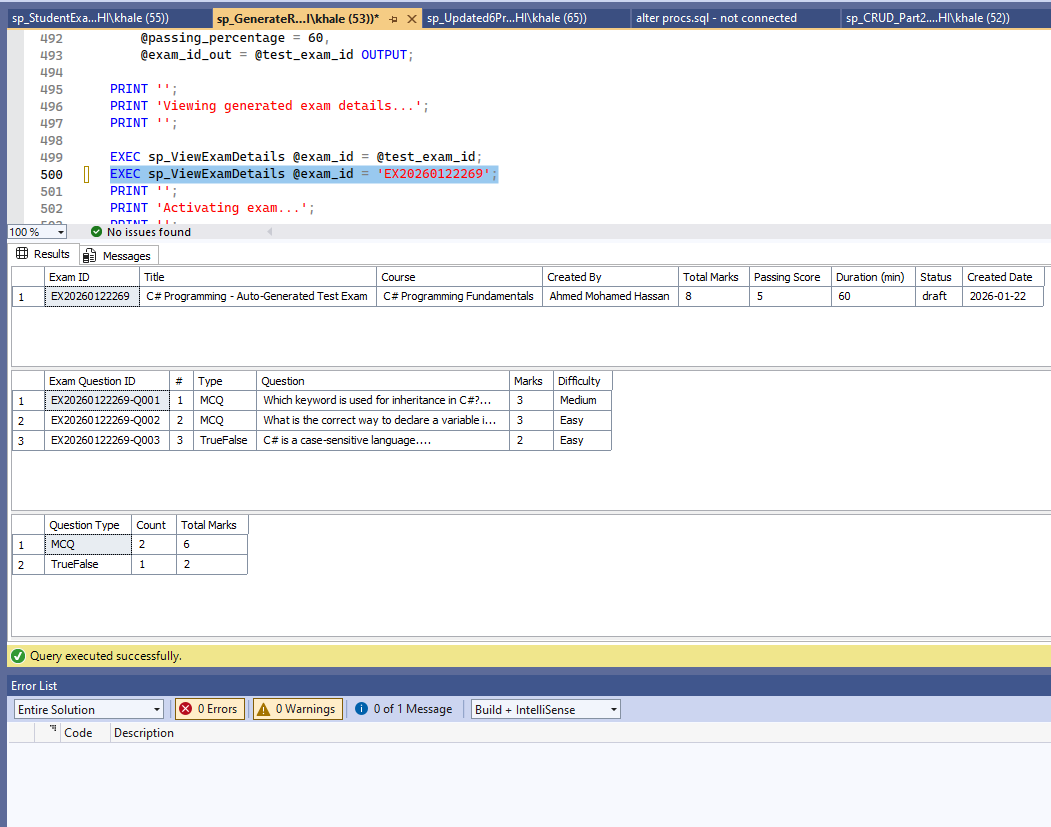 sp_StudentExa...HI\khale (55)) sp_GenerateR...I\khale (53))* sp_Updated6Pr...HI\khale (65)) alter procs.sql - not connected sp_CRUD_Part2....HI\khale (52))
492 @passing_percentage = 60,
493 @exam_id_out = @test_exam_id OUTPUT;
494
495 PRINT '';
496 PRINT 'Viewing generated exam details...';
497 PRINT '';
498
499 EXEC sp_ViewExamDetails @exam_id = @test_exam_id;
500 EXEC sp_ViewExamDetails @exam_id = 'EX20260122269';
501 PRINT '';
502 PRINT 'Activating exam...';
503 PRINT '';
100 % No issues found
Results Messages
Exam ID Title Course Created By Total Marks Passing Score Duration (min) Status Created Date
1 EX20260122269 C# Programming - Auto-Generated Test Exam C# Programming Fundamentals Ahmed Mohamed Hassan 8 5 60 draft 2026-01-22
Exam Question ID # Type Question Marks Difficulty
1 EX20260122269-Q001 1 MCQ Which keyword is used for inheritance in C#?... 3 Medium
2 EX20260122269-Q002 2 MCQ What is the correct way to declare a variable i... 3 Easy
3 EX20260122269-Q003 3 TrueFalse C# is a case-sensitive language.... 2 Easy
Question Type Count Total Marks
1 MCQ 2 6
2 TrueFalse 1 2
Query executed successfully.
Error List
Entire Solution 0 Errors 0 Warnings 0 of 1 Message Build + IntelliSense
Code Description